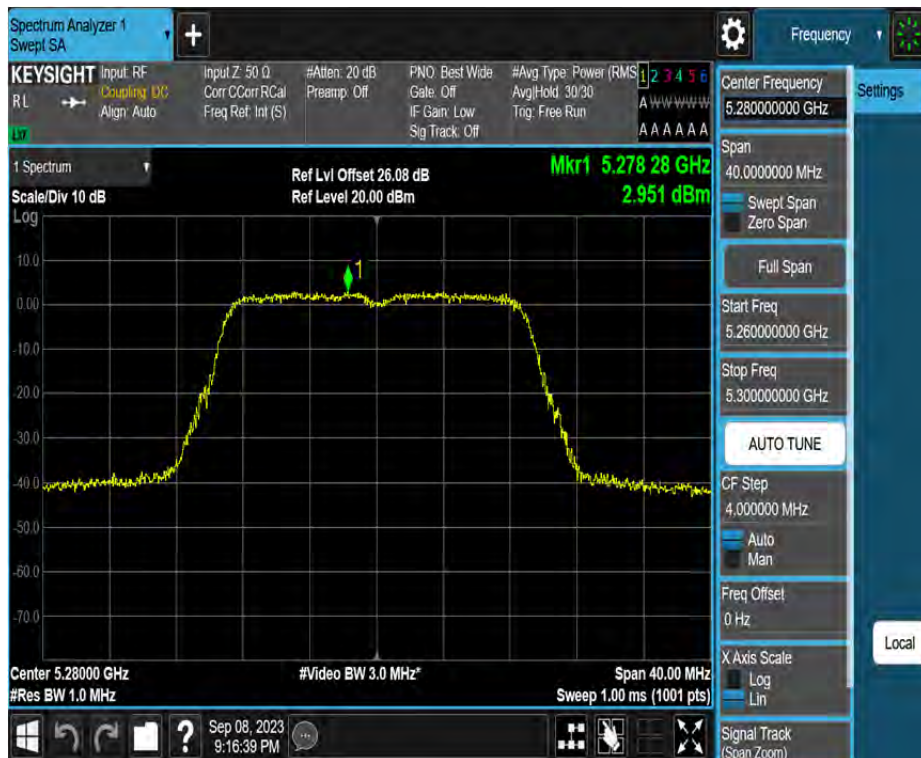 Spectrum Analyzer 1
Swept SA
+
Frequency
KEYSIGHT
RL
LXI
Input: RF
Coupling: DC
Align: Auto
Input Z: 50 Ω
Corr CCorr RCal
Freq Ref: Int (S)
#Atten: 20 dB
Preamp: Off
PNO: Best Wide
Gate: Off
IF Gain: Low
Sig Track: Off
#Avg Type: Power (RMS
Avg|Hold: 30/30
Trig: Free Run
1 2 3 4 5 6
A W W W W W
A A A A A A
1 Spectrum
Scale/Div 10 dB
Log
Ref Lvl Offset 26.08 dB
Ref Level 20.00 dBm
Mkr1 5.278 28 GHz
2.951 dBm
1
10.0
0.00
-10.0
-20.0
-30.0
-40.0
-50.0
-60.0
-70.0
Center 5.28000 GHz
#Res BW 1.0 MHz
#Video BW 3.0 MHz*
Span 40.00 MHz
Sweep 1.00 ms (1001 pts)
?
Sep 08, 2023
9:16:39 PM
Center Frequency
5.280000000 GHz
Span
40.0000000 MHz
Swept Span
Zero Span
Full Span
Start Freq
5.260000000 GHz
Stop Freq
5.300000000 GHz
AUTO TUNE
CF Step
4.000000 MHz
Auto
Man
Freq Offset
0 Hz
X Axis Scale
Log
Lin
Signal Track
(Span Zoom)
Settings
Local